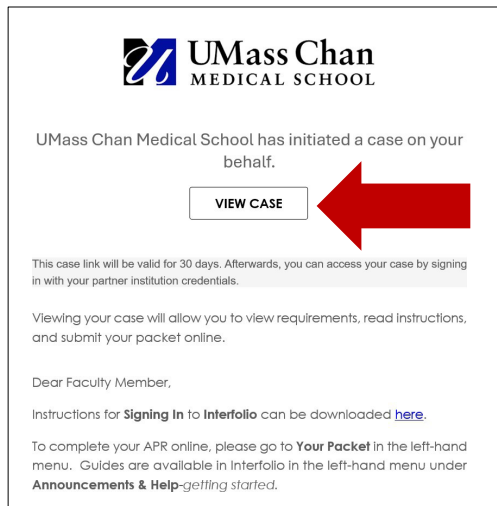 UMass Chan
MEDICAL SCHOOL
UMass Chan Medical School has initiated a case on your
behalf.
VIEW CASE
This case link will be valid for 30 days. Afterwards, you can access your case by signing
in with your partner institution credentials.
Viewing your case will allow you to view requirements, read instructions,
and submit your packet online.
Dear Faculty Member,
Instructions for Signing In to Interfolio can be downloaded here.
To complete your APR online, please go to Your Packet in the left-hand
menu.  Guides are available in Interfolio in the left-hand menu under
Announcements & Help-getting started.